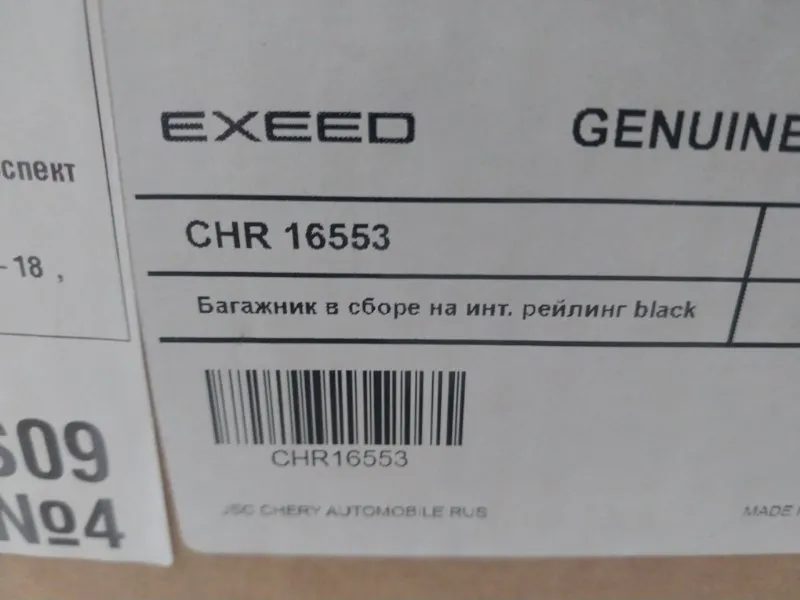 EXEED GENUINE
CHR 16553
Багажник в сборе на инт. рейлинг black
CHR16553
JSC CHERY AUTOMOBILE RUS MADE
спект
-18 ,
609
№4